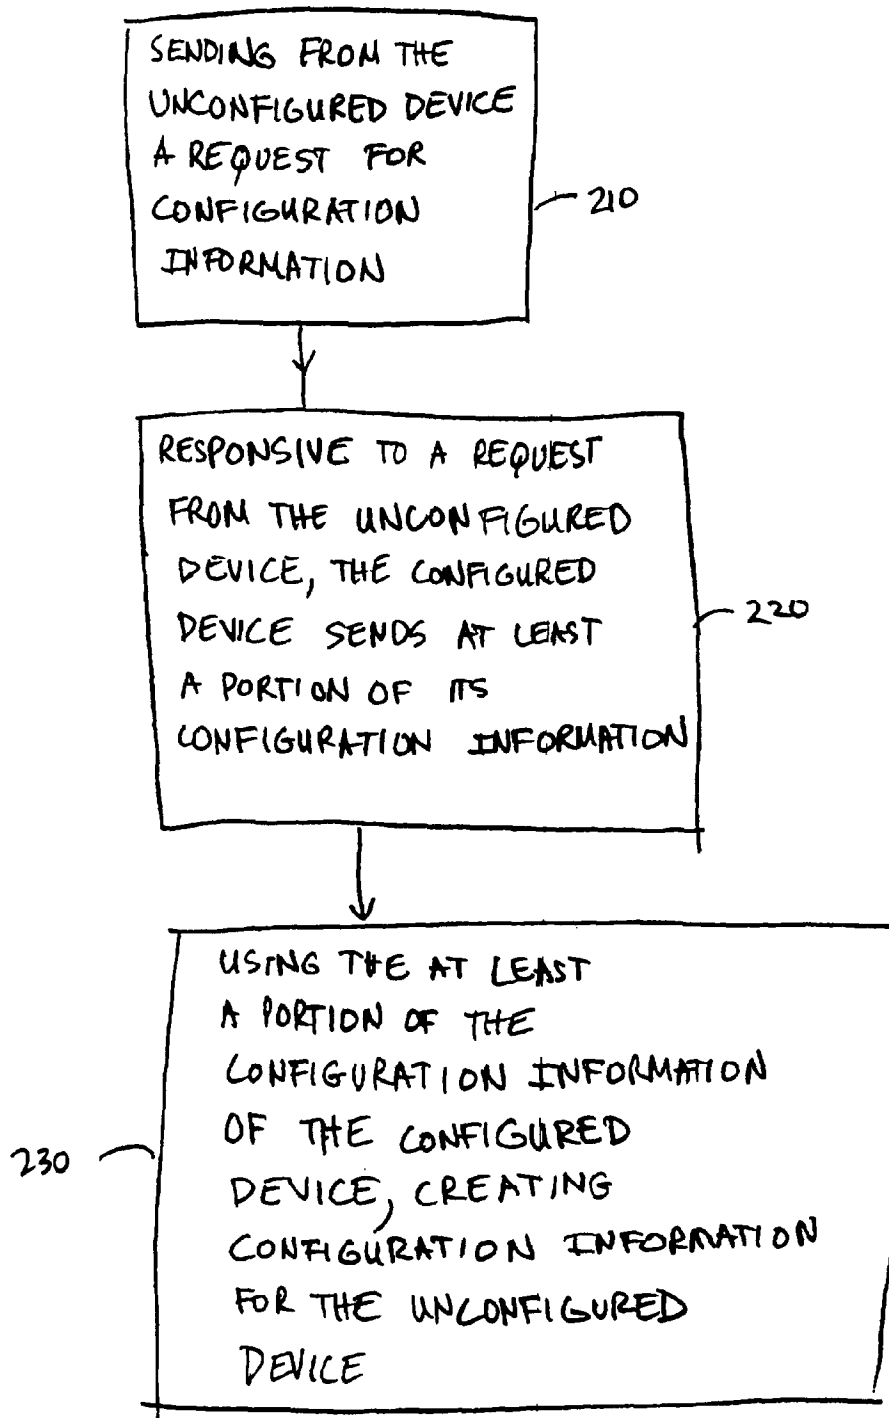 SENDING FROM THE
UNCONFIGURED DEVICE
A REQUEST FOR
CONFIGURATION
INFORMATION
210
RESPONSIVE TO A REQUEST
FROM THE UNCONFIGURED
DEVICE, THE CONFIGURED
DEVICE SENDS AT LEAST
A PORTION OF ITS
CONFIGURATION INFORMATION
220
USING THE AT LEAST
A PORTION OF THE
CONFIGURATION INFORMATION
OF THE CONFIGURED
DEVICE, CREATING
CONFIGURATION INFORMATION
FOR THE UNCONFIGURED
DEVICE
230